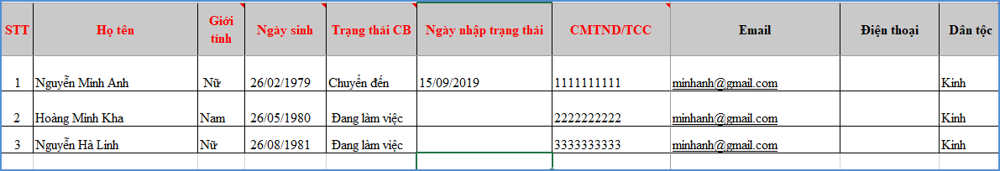 STT Họ tên Giới tính Ngày sinh Trạng thái CB Ngày nhập trạng thái CMTND/TCC Email Điện thoại Dân tộc
1 Nguyễn Minh Anh Nữ 26/02/1979 Chuyển đến 15/09/2019 1111111111 minhanh@gmail.com Kinh
2 Hoàng Minh Kha Nam 26/05/1980 Đang làm việc 2222222222 minhanh@gmail.com Kinh
3 Nguyễn Hà Linh Nữ 26/08/1981 Đang làm việc 3333333333 minhanh@gmail.com Kinh